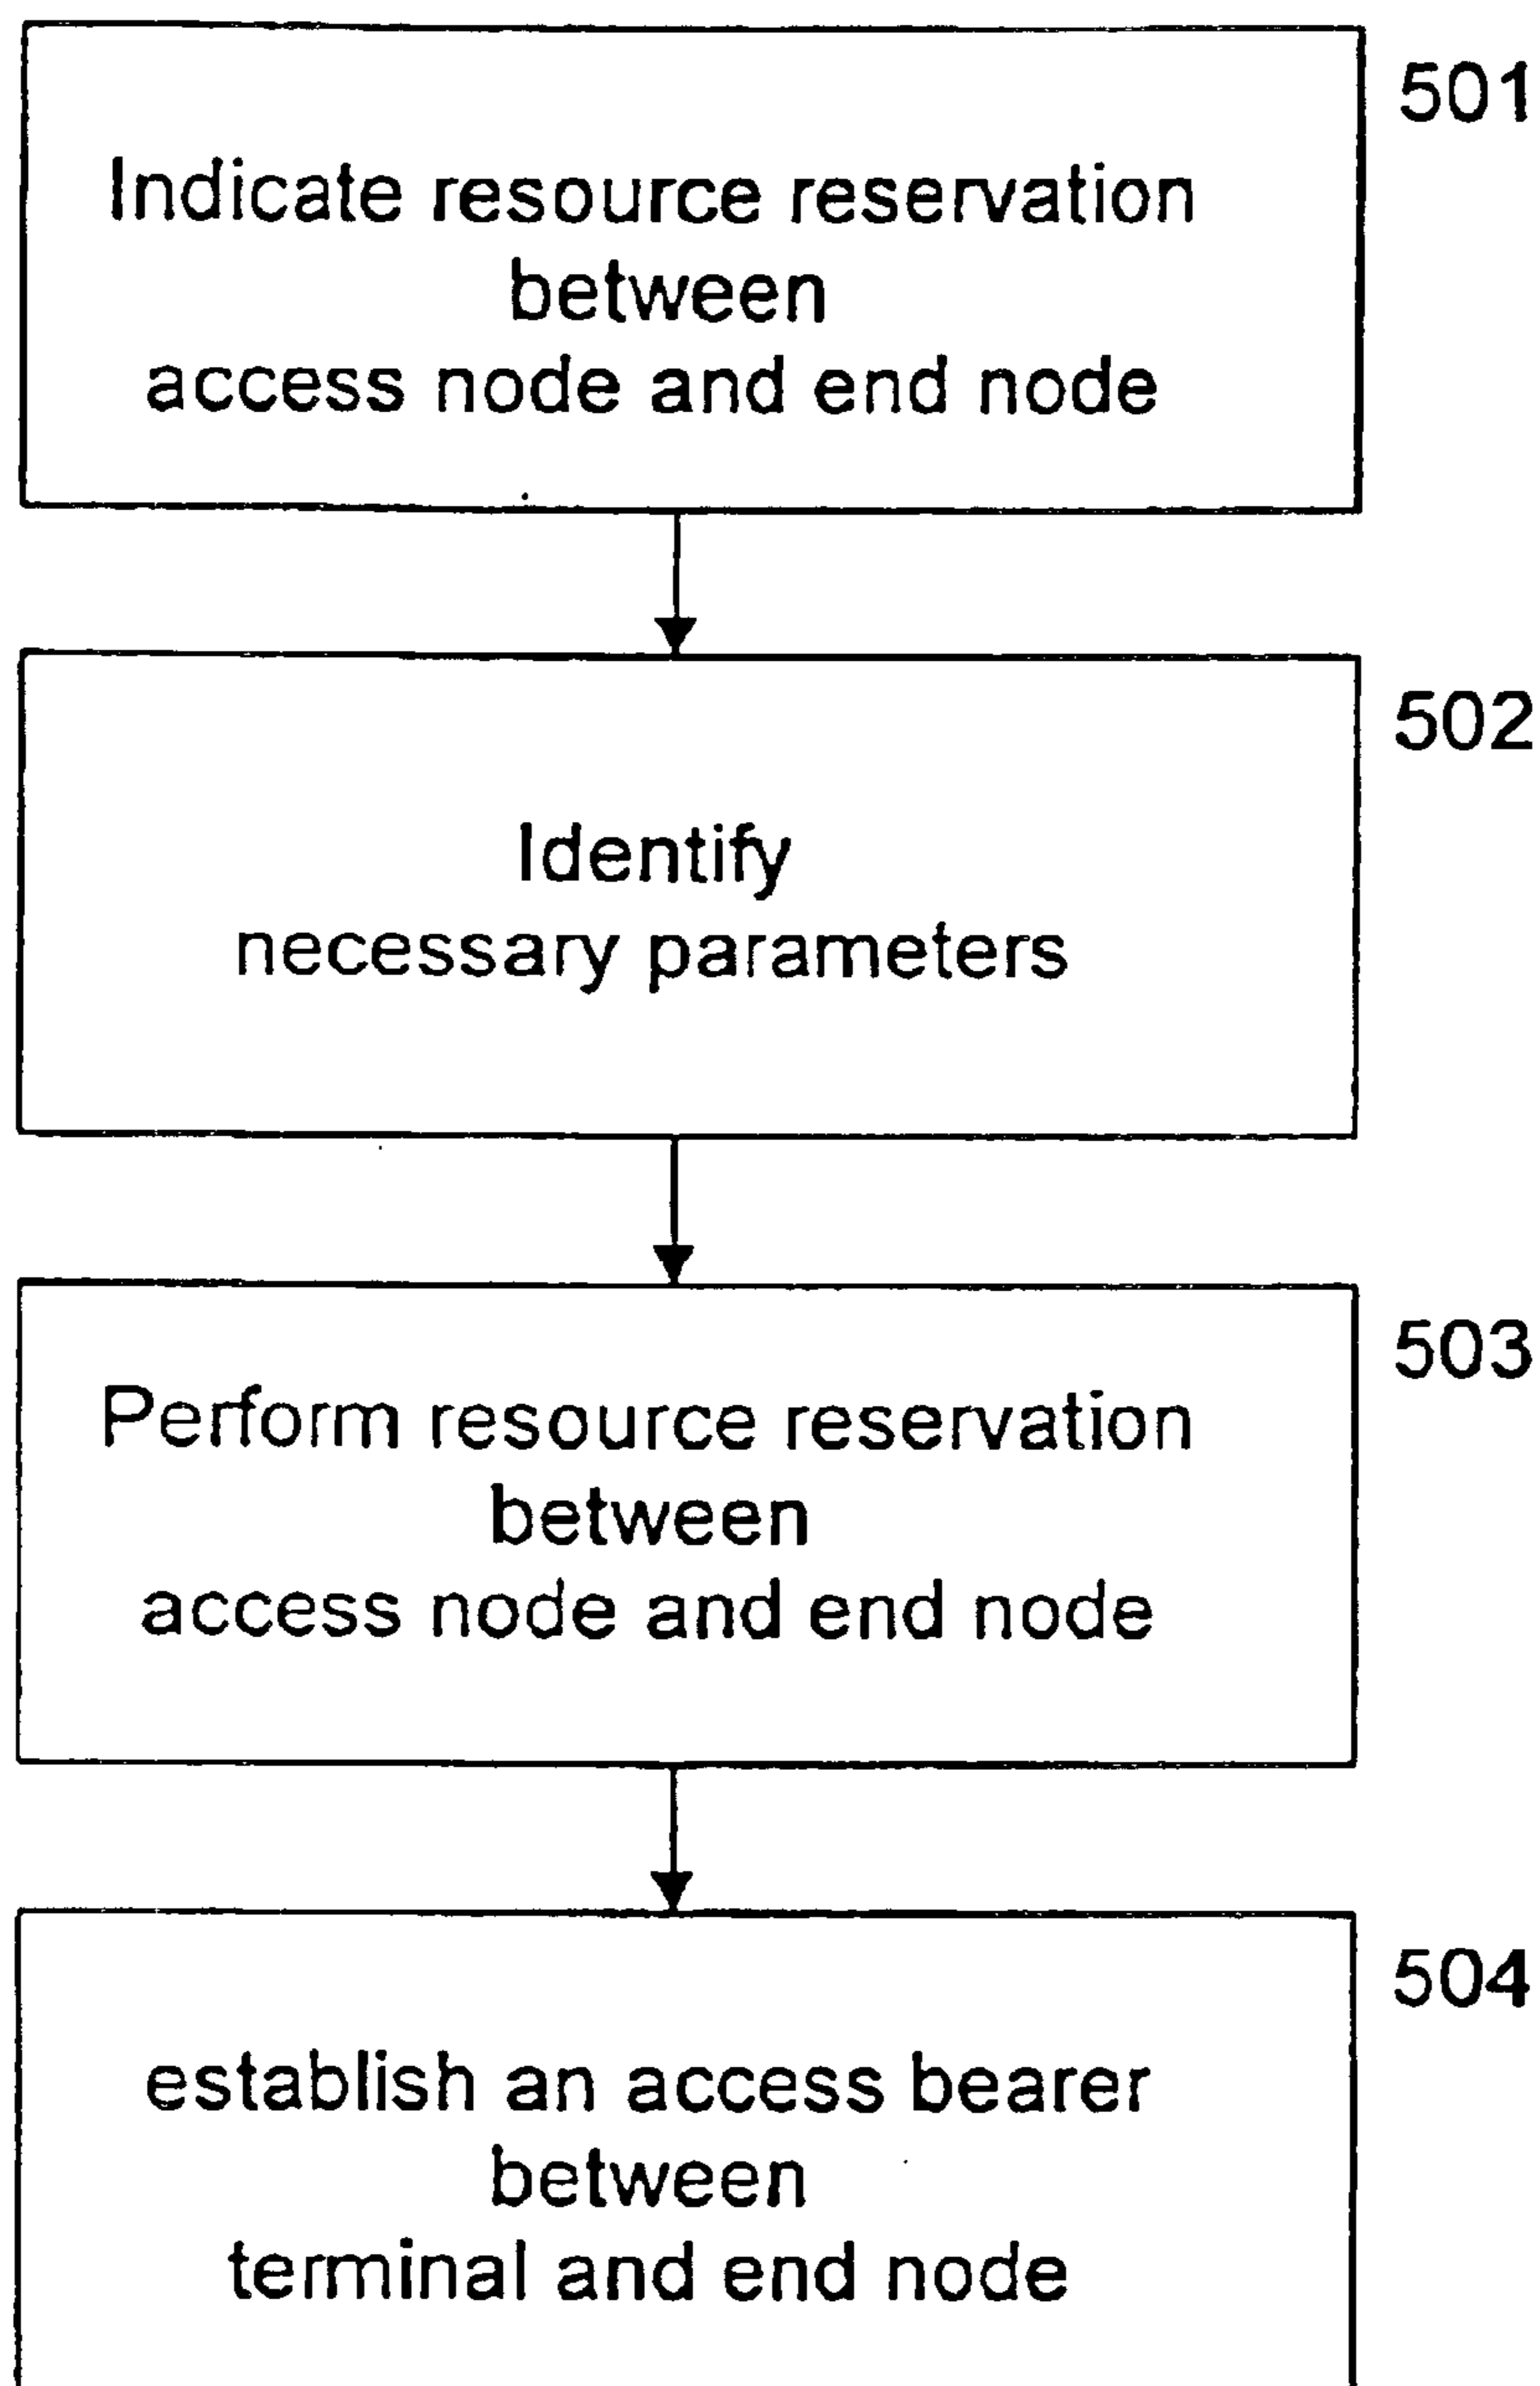 501
Indicate resource reservation
between
access node and end node
502
Identify
necessary parameters
503
Perform resource reservation
between
access node and end node
504
establish an access bearer
between
terminal and end node